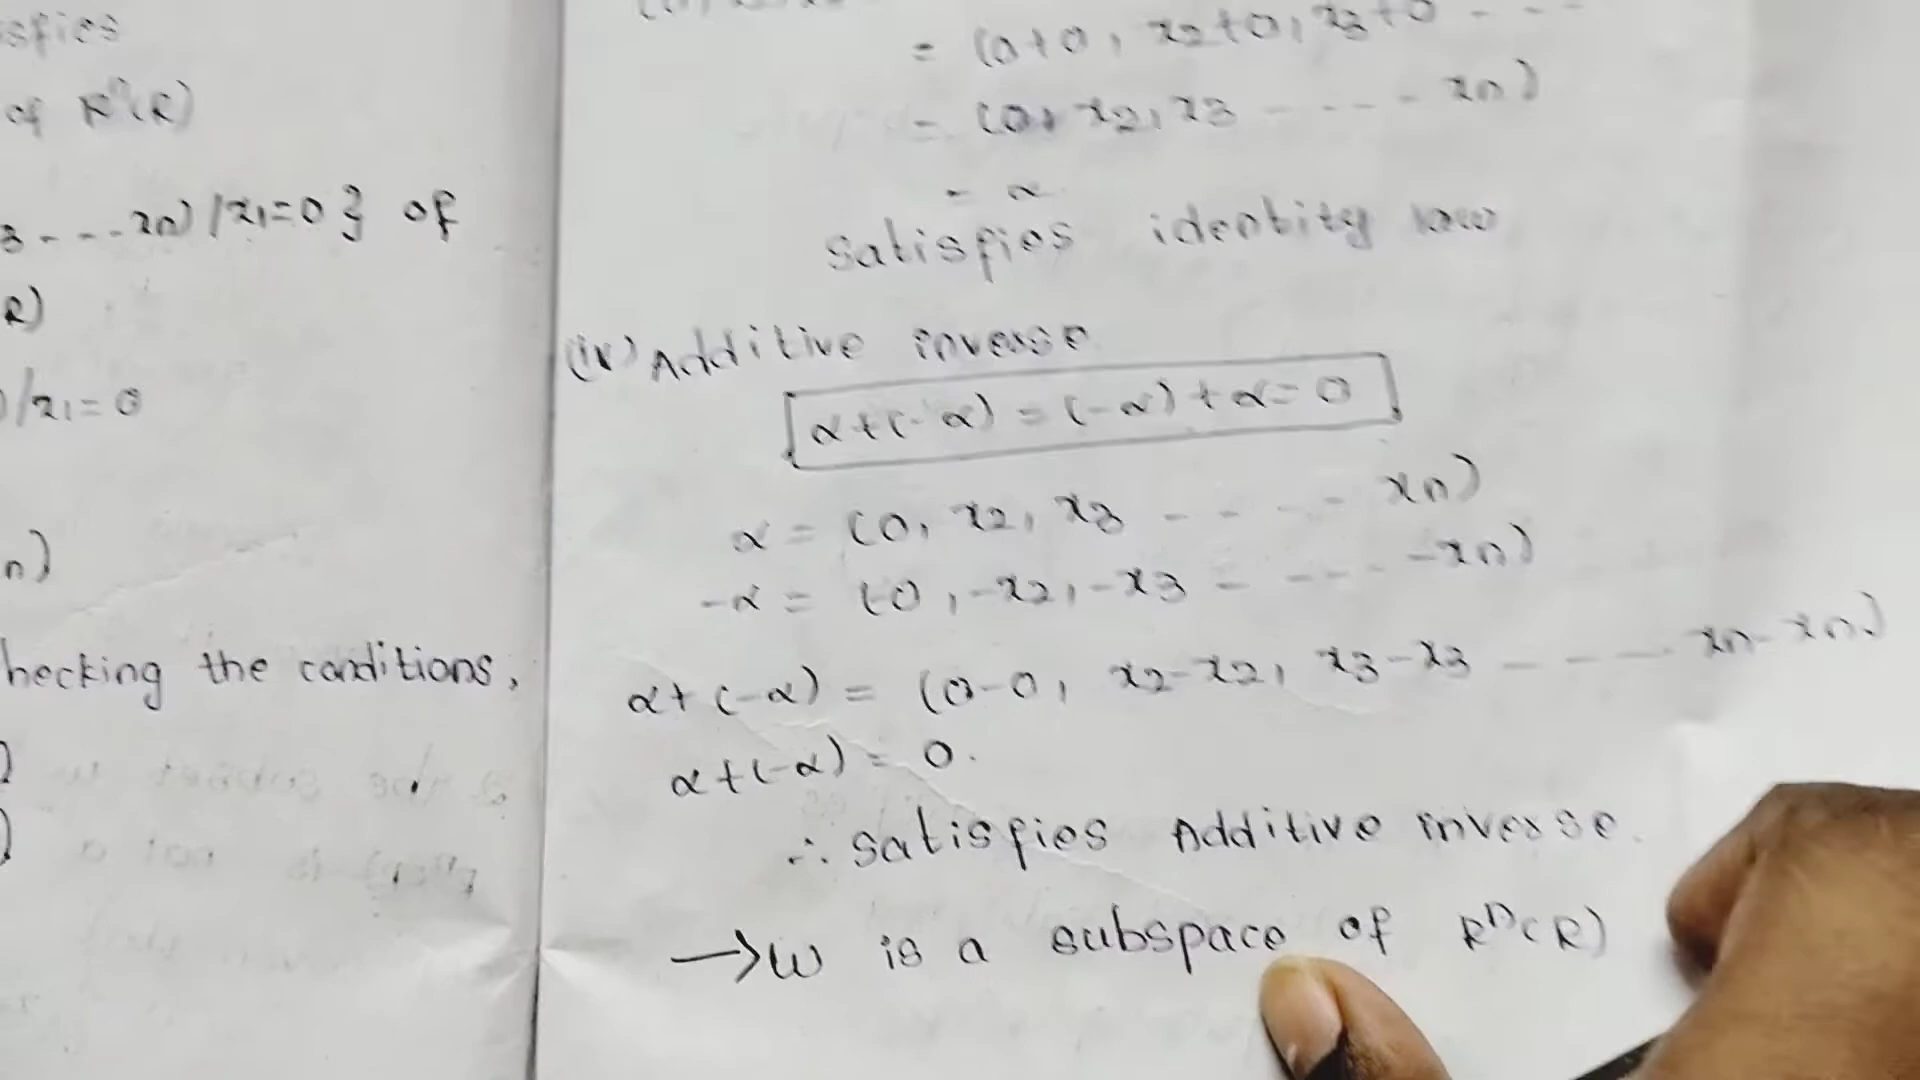 of Rⁿ(R)
3 - - - xn) / x1 = 0 } of
R)
) / x1 = 0
n)
hecking the conditions,
= (0+0, x2+0, x3+0 - - -
= (0, x2, x3 - - - - xn)
= α
satisfies identity law
(iv) Additive inverse
α+(-α) = (-α)+α = 0
α = (0, x2, x3 - - - - xn)
-α = (-0, -x2, -x3 - - - - -xn)
α+(-α) = (0-0, x2-x2, x3-x3 - - - - xn-xn)
α+(-α) = 0.
∴ satisfies Additive inverse.
→ W is a subspace of Rⁿ(R)